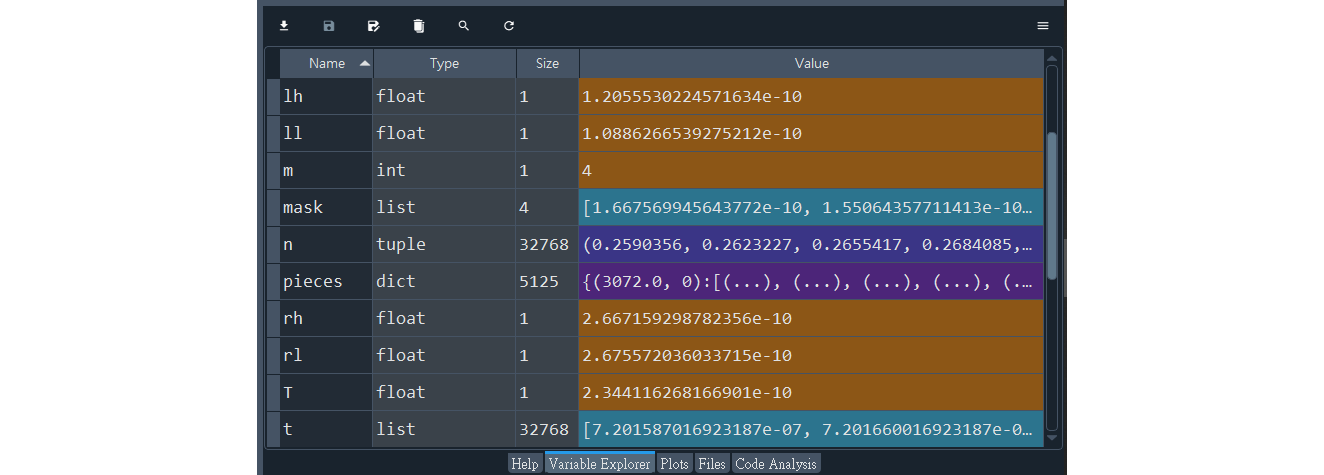 Name Type Size Value
lh float 1 1.2055530224571634e-10
ll float 1 1.0886266539275212e-10
m int 1 4
mask list 4 [1.667569945643772e-10, 1.55064357711413e-10…
n tuple 32768 (0.2590356, 0.2623227, 0.2655417, 0.2684085,…
pieces dict 5125 {(3072.0, 0):[(...), (...), (...), (...), (.…
rh float 1 2.667159298782356e-10
rl float 1 2.675572036033715e-10
T float 1 2.344116268166901e-10
t list 32768 [7.201587016923187e-07, 7.201660016923187e-0…
Help Variable Explorer Plots Files Code Analysis